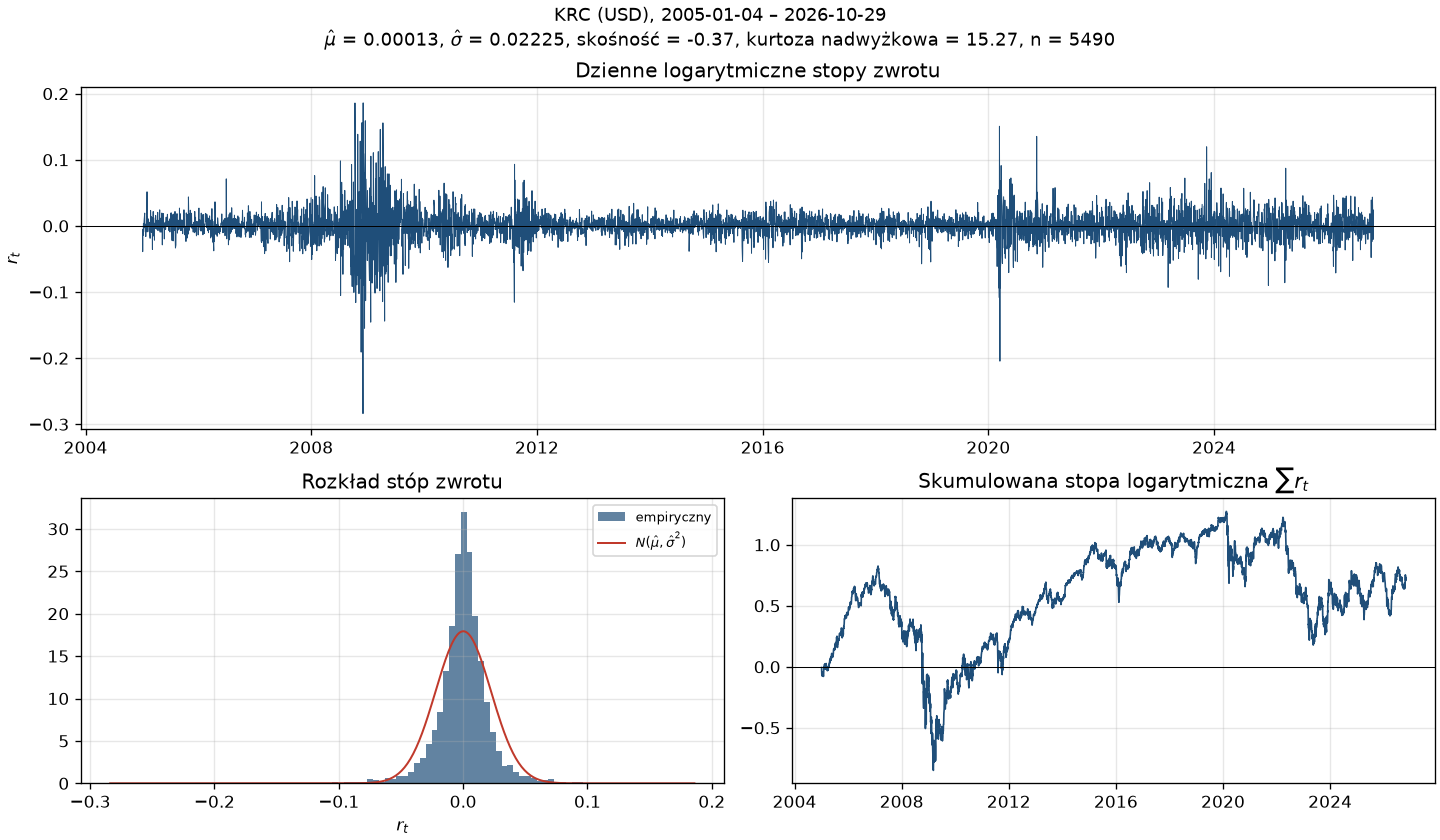 KRC (USD), 2005-01-04 – 2026-10-29
μ̂ = 0.00013, σ̂ = 0.02225, skośność = -0.37, kurtoza nadwyżkowa = 15.27, n = 5490
Dzienne logarytmiczne stopy zwrotu
0.2
0.1
0.0
−0.1
−0.2
−0.3
r_t
2004 2008 2012 2016 2020 2024
Rozkład stóp zwrotu
30
25
20
15
10
5
0
empiryczny
N(μ̂, σ̂²)
−0.3 −0.2 −0.1 0.0 0.1 0.2
r_t
Skumulowana stopa logarytmiczna ∑r_t
1.0
0.5
0.0
−0.5
2004 2008 2012 2016 2020 2024